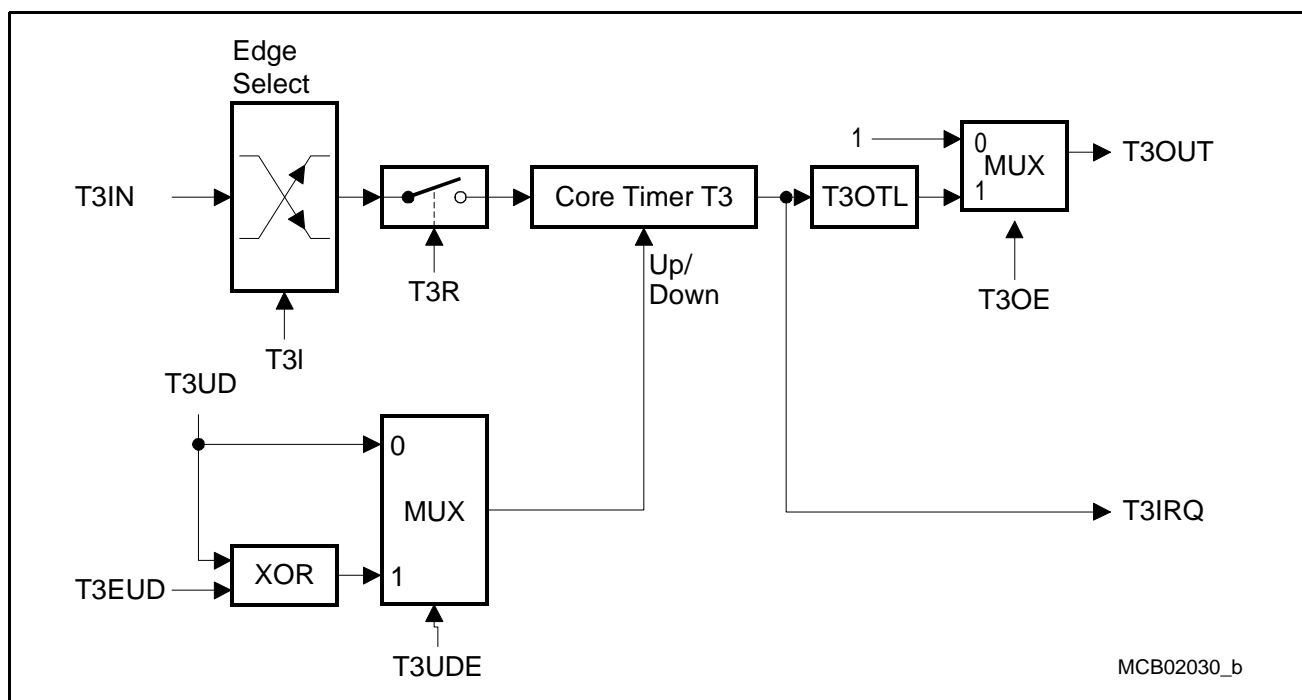 Edge
Select
1
0
MUX
1
T3OUT
T3IN
Core Timer T3
T3OTL
T3R
Up/
Down
T3OE
T3I
T3UD
0
MUX
1
T3IRQ
XOR
T3EUD
T3UDE
MCB02030_b